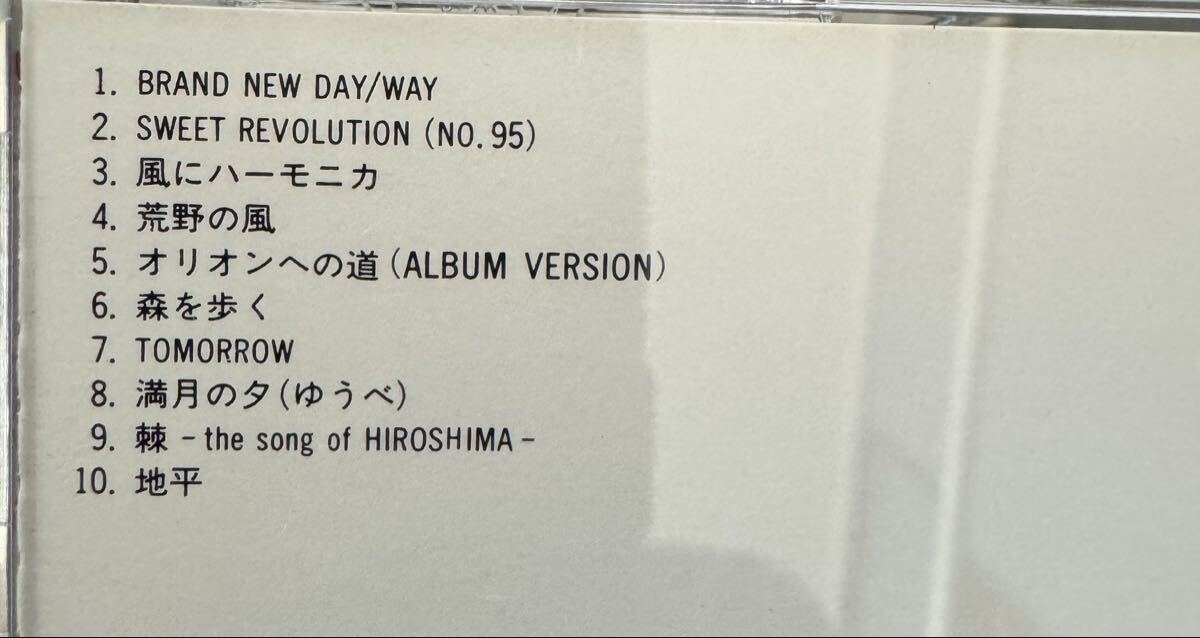 1. BRAND NEW DAY/WAY
2. SWEET REVOLUTION (NO.95)
3. 風にハーモニカ
4. 荒野の風
5. オリオンへの道(ALBUM VERSION)
6. 森を歩く
7. TOMORROW
8. 満月の夕(ゆうべ)
9. 棘 -the song of HIROSHIMA-
10. 地平